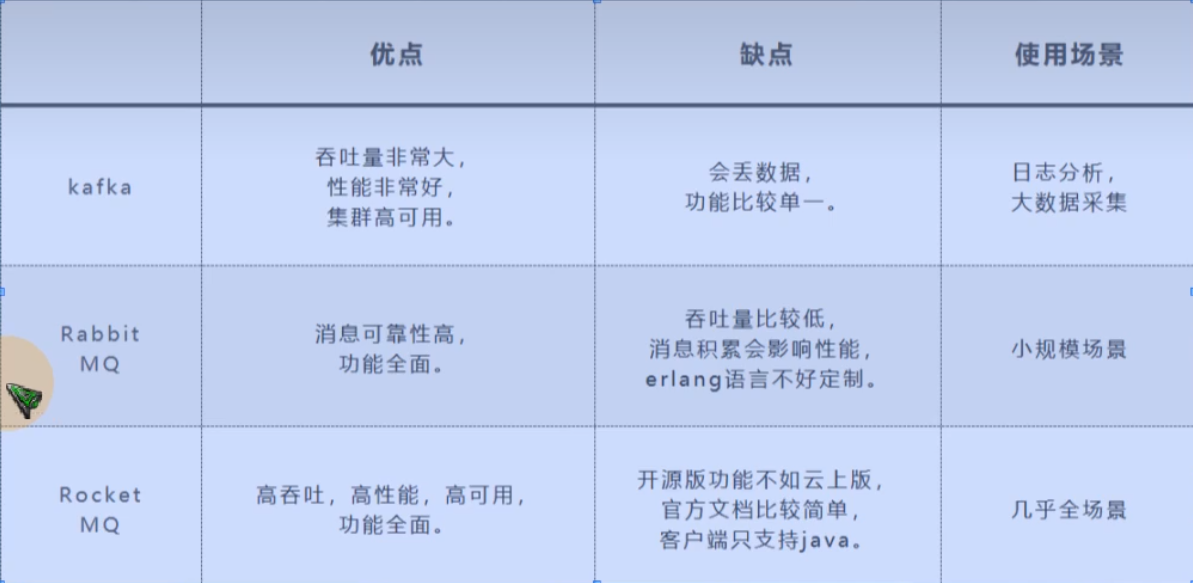 优点
缺点
使用场景
kafka
吞吐量非常大，
性能非常好，
集群高可用。
会丢数据，
功能比较单一。
日志分析，
大数据采集
Rabbit
MQ
消息可靠性高，
功能全面。
吞吐量比较低，
消息积累会影响性能，
erlang语言不好定制。
小规模场景
Rocket
MQ
高吞吐，高性能，高可用，
功能全面。
开源版功能不如云上版，
官方文档比较简单，
客户端只支持java。
几乎全场景